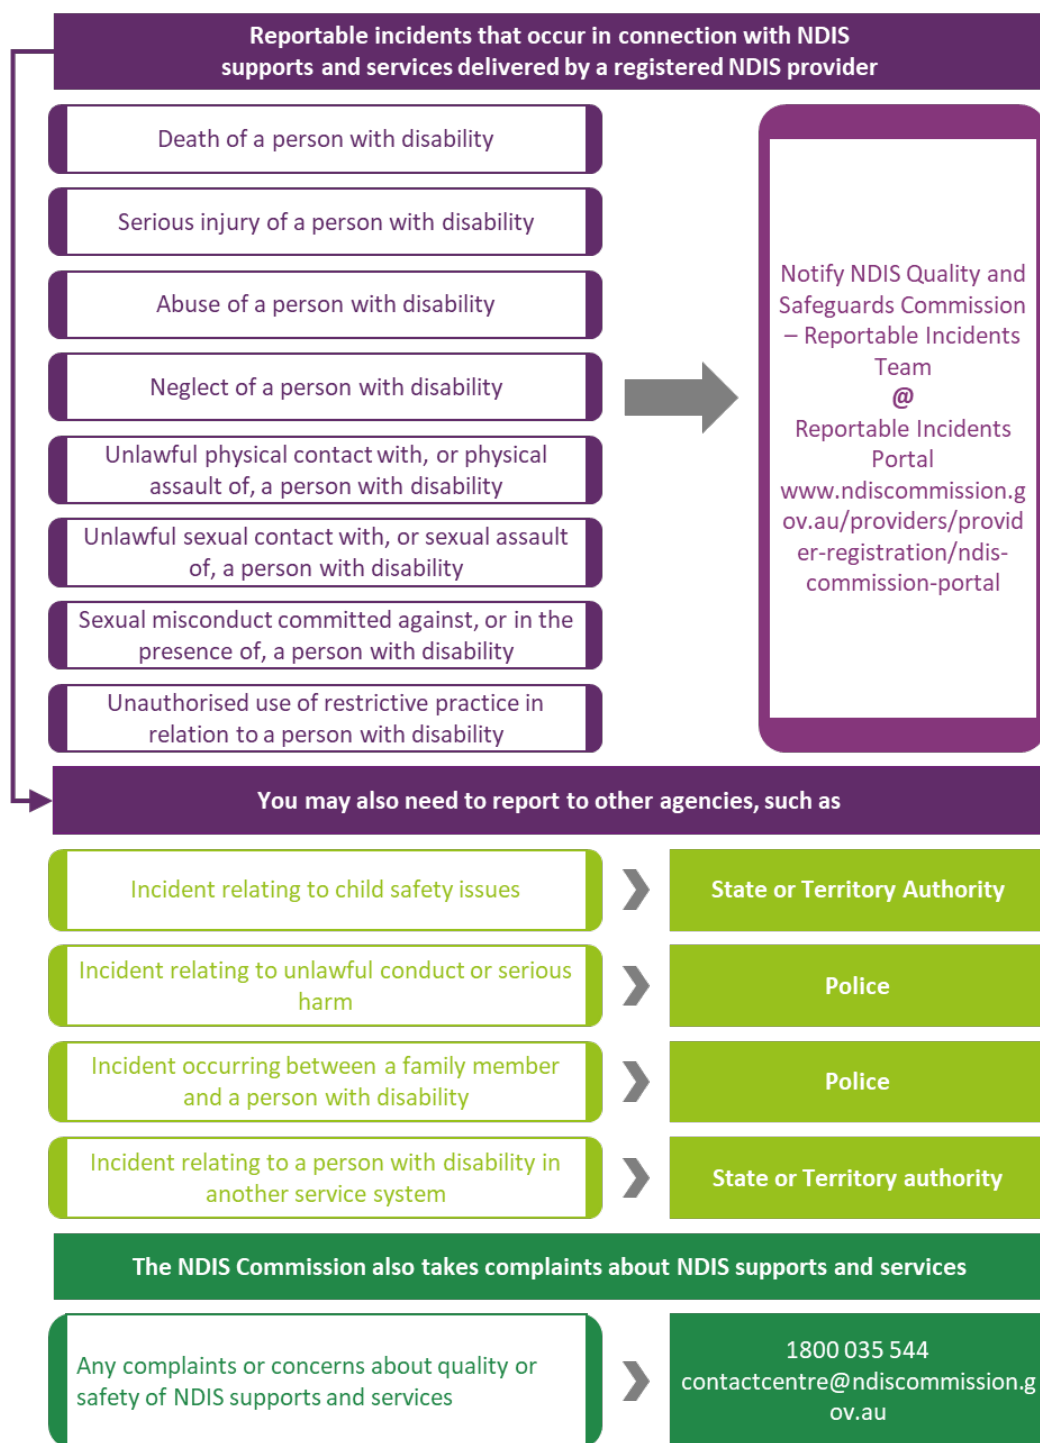 Reportable incidents that occur in connection with NDIS
supports and services delivered by a registered NDIS provider
Death of a person with disability
Serious injury of a person with disability
Abuse of a person with disability
Neglect of a person with disability
Unlawful physical contact with, or physical
assault of, a person with disability
Unlawful sexual contact with, or sexual assault
of, a person with disability
Sexual misconduct committed against, or in the
presence of, a person with disability
Unauthorised use of restrictive practice in
relation to a person with disability
Notify NDIS Quality and
Safeguards Commission
– Reportable Incidents
Team
@
Reportable Incidents
Portal
www.ndiscommission.g
ov.au/providers/provid
er-registration/ndis-
commission-portal
You may also need to report to other agencies, such as
Incident relating to child safety issues
State or Territory Authority
Incident relating to unlawful conduct or serious
harm
Police
Incident occurring between a family member
and a person with disability
Police
Incident relating to a person with disability in
another service system
State or Territory authority
The NDIS Commission also takes complaints about NDIS supports and services
Any complaints or concerns about quality or
safety of NDIS supports and services
1800 035 544
contactcentre@ndiscommission.g
ov.au